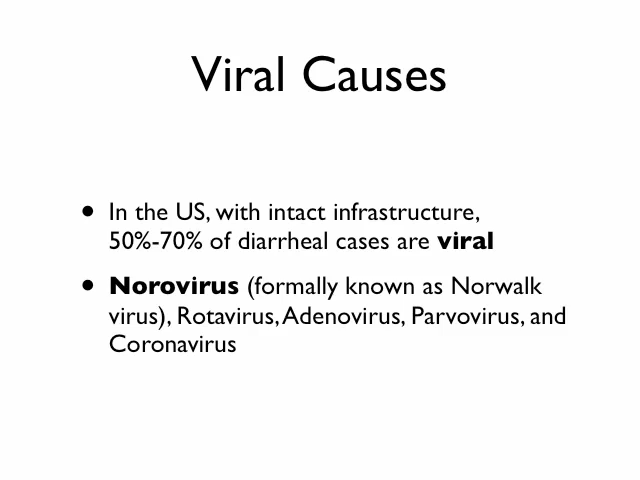 Viral Causes
• In the US, with intact infrastructure,
50%-70% of diarrheal cases are viral
• Norovirus (formally known as Norwalk
virus), Rotavirus, Adenovirus, Parvovirus, and
Coronavirus